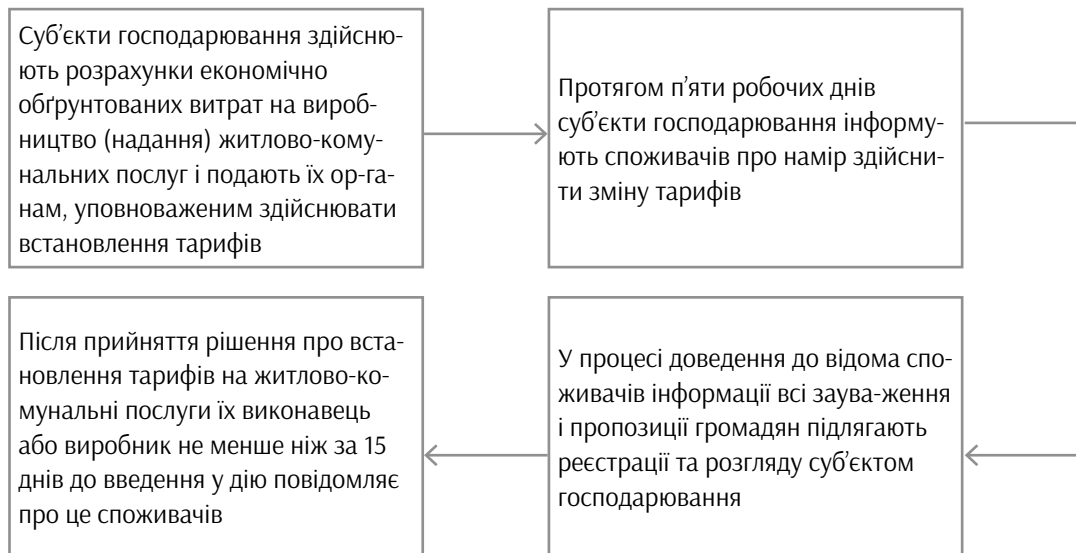 Суб’єкти господарювання здійсню-
ють розрахунки економічно
обґрунтованих витрат на вироб-
ництво (надання) житлово-кому-
нальних послуг і подають їх ор-га-
нам, уповноваженим здійснювати
встановлення тарифів
Протягом п’яти робочих днів
суб’єкти господарювання інформу-
ють споживачів про намір здійсни-
ти зміну тарифів
У процесі доведення до відома спо-
живачів інформації всі заува-ження
і пропозиції громадян підлягають
реєстрації та розгляду суб’єктом
господарювання
Після прийняття рішення про вста-
новлення тарифів на житлово-ко-
мунальні послуги їх виконавець
або виробник не менше ніж за 15
днів до введення у дію повідомляє
про це споживачів